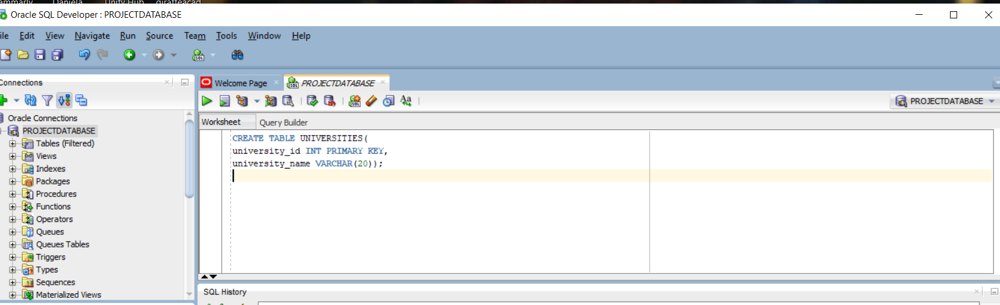 Daniela Unity Hub giraffeacad
Oracle SQL Developer : PROJECTDATABASE
ile Edit View Navigate Run Source Team Tools Window Help
Connections
Welcome Page
PROJECTDATABASE
PROJECTDATABASE
Oracle Connections
PROJECTDATABASE
Tables (Filtered)
Views
Indexes
Packages
Procedures
Functions
Operators
Queues
Queues Tables
Triggers
Types
Sequences
Materialized Views
Worksheet Query Builder
CREATE TABLE UNIVERSITIES(
university_id INT PRIMARY KEY,
university_name VARCHAR(20));
SQL History